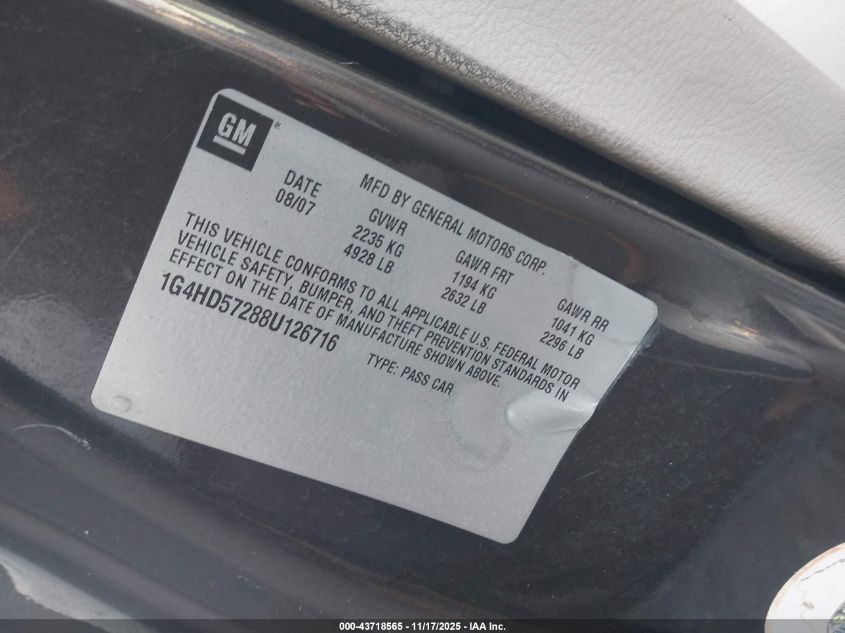 GM®
MFD BY GENERAL MOTORS CORP.
DATE GVWR GAWR FRT GAWR RR
08/07 2235 KG 1194 KG 1041 KG
4928 LB 2632 LB 2296 LB
THIS VEHICLE CONFORMS TO ALL APPLICABLE U.S. FEDERAL MOTOR
VEHICLE SAFETY, BUMPER, AND THEFT PREVENTION STANDARDS IN
EFFECT ON THE DATE OF MANUFACTURE SHOWN ABOVE.
1G4HD57288U126716 TYPE: PASS CAR
000-43718565 - 11/17/2025 - IAA Inc.